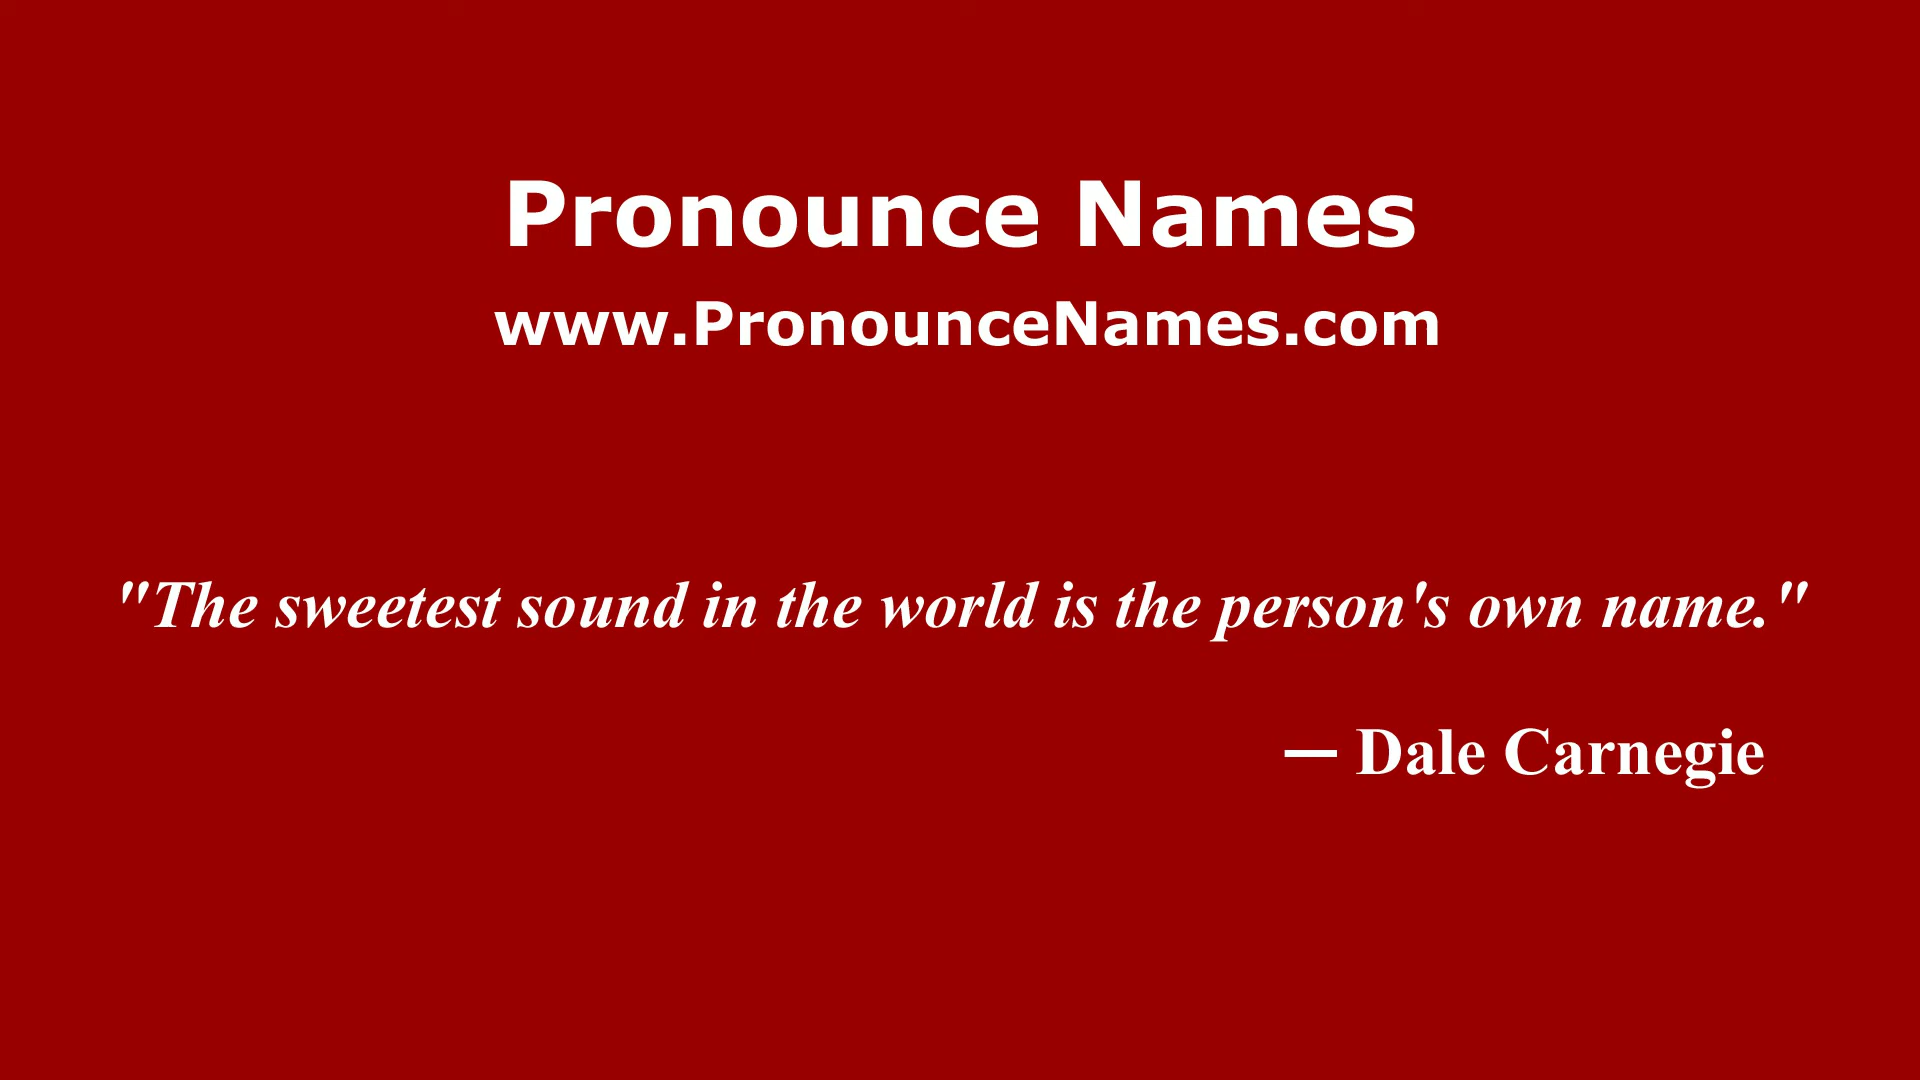 Pronounce Names
www.PronounceNames.com
"The sweetest sound in the world is the person's own name."
— Dale Carnegie